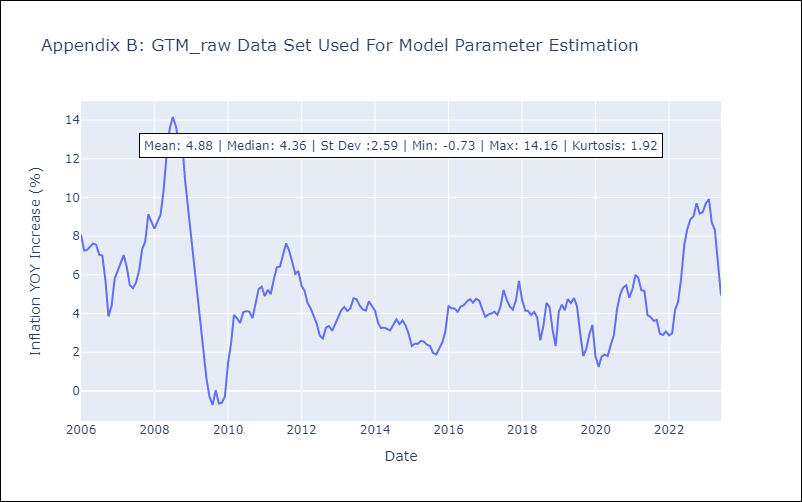 Appendix B: GTM_raw Data Set Used For Model Parameter Estimation
14
Mean: 4.88 | Median: 4.36 | St Dev :2.59 | Min: -0.73 | Max: 14.16 | Kurtosis: 1.92
12
10
8
6
4
2
0
Inflation YOY Increase (%)
2006 2008 2010 2012 2014 2016 2018 2020 2022
Date